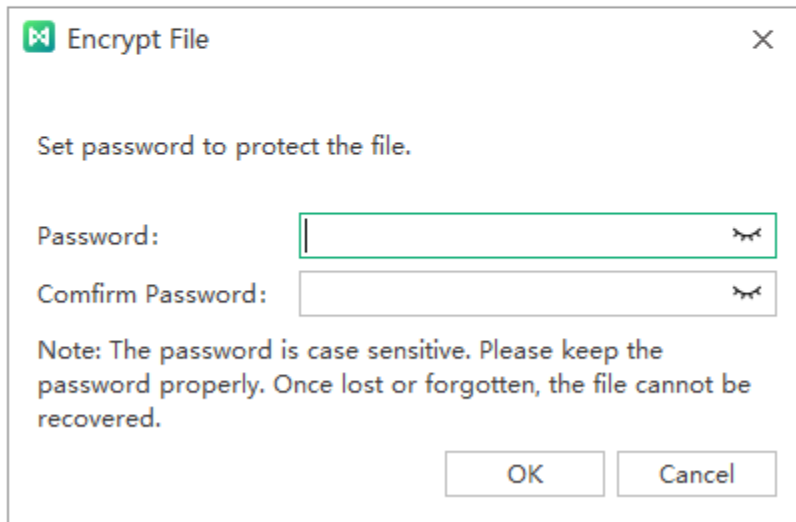 Encrypt File
Set password to protect the file.
Password:
Comfirm Password:
Note: The password is case sensitive. Please keep the
password properly. Once lost or forgotten, the file cannot be
recovered.
OK Cancel